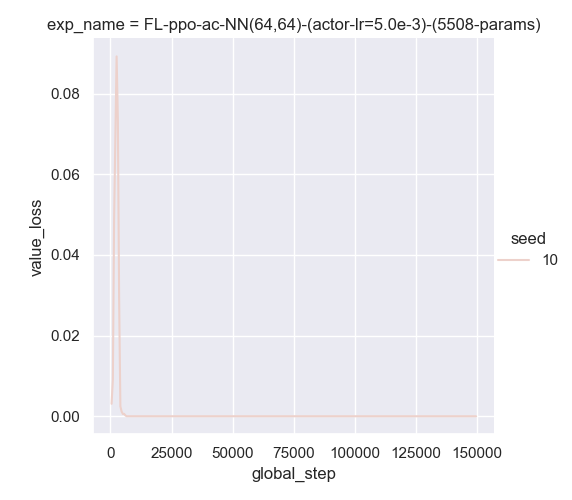 exp_name = FL-ppo-ac-NN(64,64)-(actor-lr=5.0e-3)-(5508-params)
0.08
0.06
0.04
0.02
0.00
value_loss
seed
10
0 25000 50000 75000 100000 125000 150000
global_step